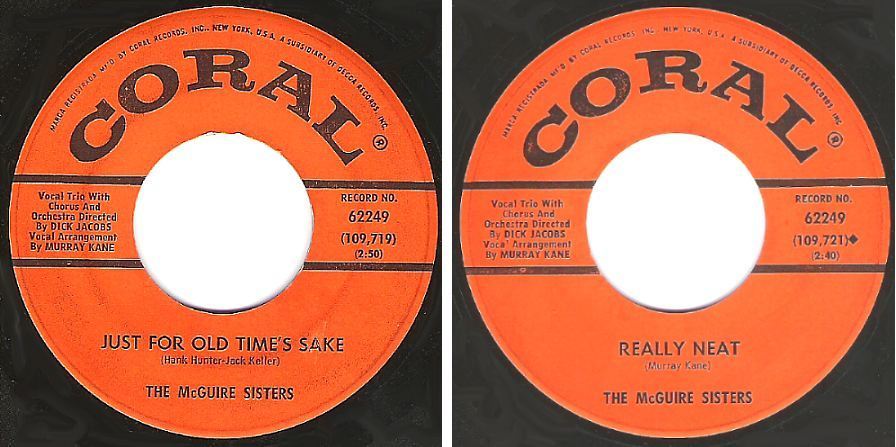 MARCA REGISTRADA MF'D BY CORAL RECORDS, INC., NEW YORK, U.S.A. A SUBSIDIARY OF DECCA RECORDS, INC.
CORAL®
Vocal Trio With
Chorus And
Orchestra Directed
By DICK JACOBS
Vocal Arrangement
By MURRAY KANE
RECORD NO.
62249
(109,719)
(2:50)
JUST FOR OLD TIME'S SAKE
(Hank Hunter-Jack Keller)
THE McGUIRE SISTERS
MARCA REGISTRADA MF'D BY CORAL RECORDS, INC., NEW YORK, U.S.A. A SUBSIDIARY OF DECCA RECORDS, INC.
CORAL®
Vocal Trio With
Chorus And
Orchestra Directed
By DICK JACOBS
Vocal Arrangement
By MURRAY KANE
RECORD NO.
62249
(109,721)◆
(2:40)
REALLY NEAT
(Murray Kane)
THE McGUIRE SISTERS